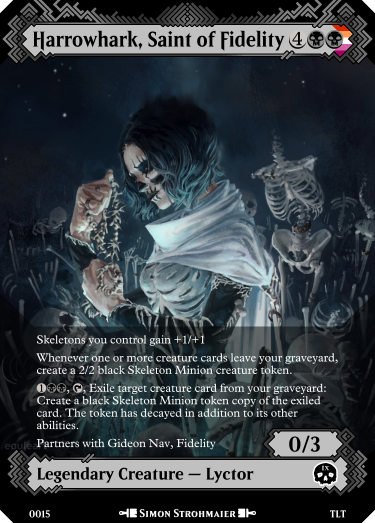 Harrowhark, Saint of Fidelity 4
Skeletons you control gain +1/+1
Whenever one or more creature cards leave your graveyard,
create a 2/2 black Skeleton Minion creature token.
1, , Exile target creature card from your graveyard:
Create a black Skeleton Minion token copy of the exiled
card. The token has decayed in addition to its other
abilities.
Partners with Gideon Nav, Fidelity
0/3
Legendary Creature — Lyctor
IX
0015 SIMON STROHMAIER TLT